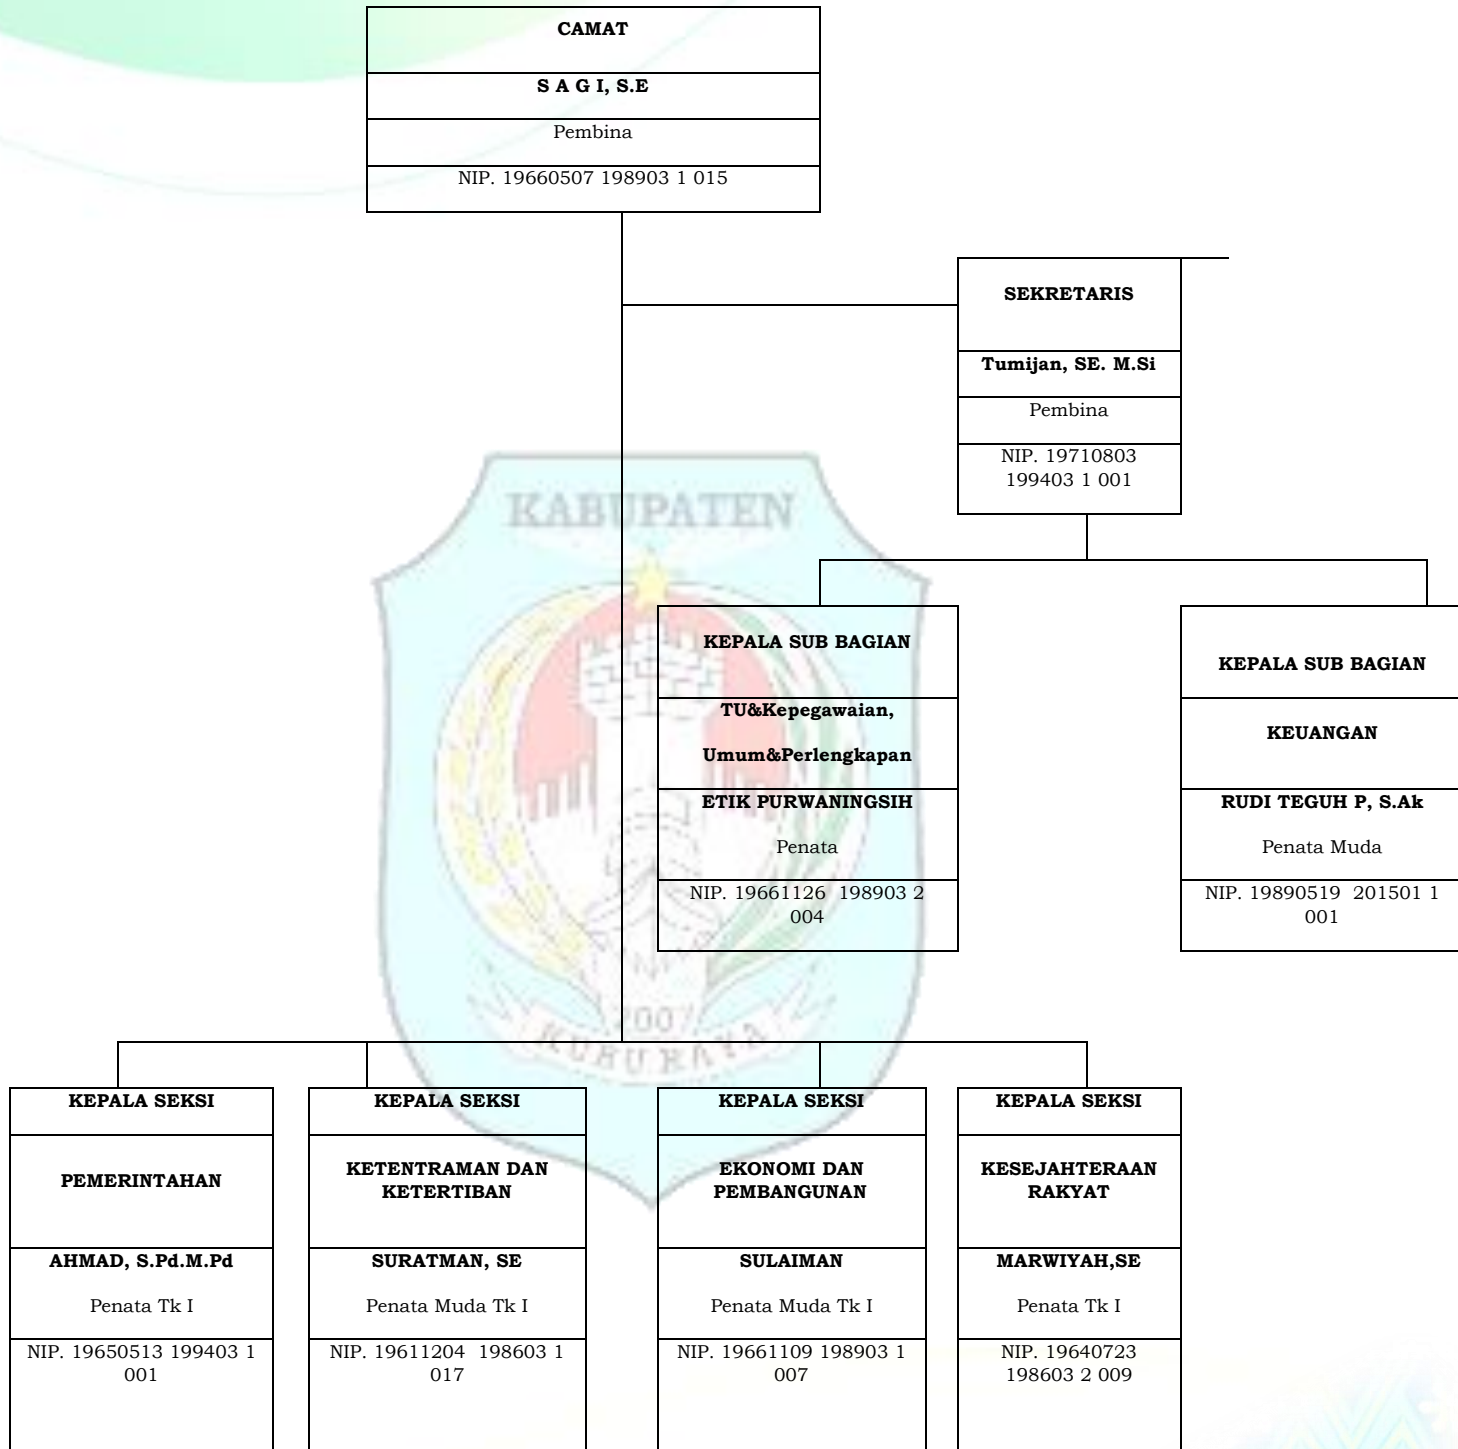 CAMAT
S A G I, S.E
Pembina
NIP. 19660507 198903 1 015
SEKRETARIS
Tumijan, SE. M.Si
Pembina
NIP. 19710803
199403 1 001
KABUPATEN
KEPALA SUB BAGIAN
TU&Kepegawaian,
Umum&Perlengkapan
ETIK PURWANINGSIH
Penata
NIP. 19661126  198903 2
004
KEPALA SUB BAGIAN
KEUANGAN
RUDI TEGUH P, S.Ak
Penata Muda
NIP. 19890519  201501 1
001
2007
KUBU RAYA
KEPALA SEKSI
PEMERINTAHAN
AHMAD, S.Pd.M.Pd
Penata Tk I
NIP. 19650513 199403 1
001
KEPALA SEKSI
KETENTRAMAN DAN
KETERTIBAN
SURATMAN, SE
Penata Muda Tk I
NIP. 19611204  198603 1
017
KEPALA SEKSI
EKONOMI DAN
PEMBANGUNAN
SULAIMAN
Penata Muda Tk I
NIP. 19661109 198903 1
007
KEPALA SEKSI
KESEJAHTERAAN
RAKYAT
MARWIYAH,SE
Penata Tk I
NIP. 19640723
198603 2 009